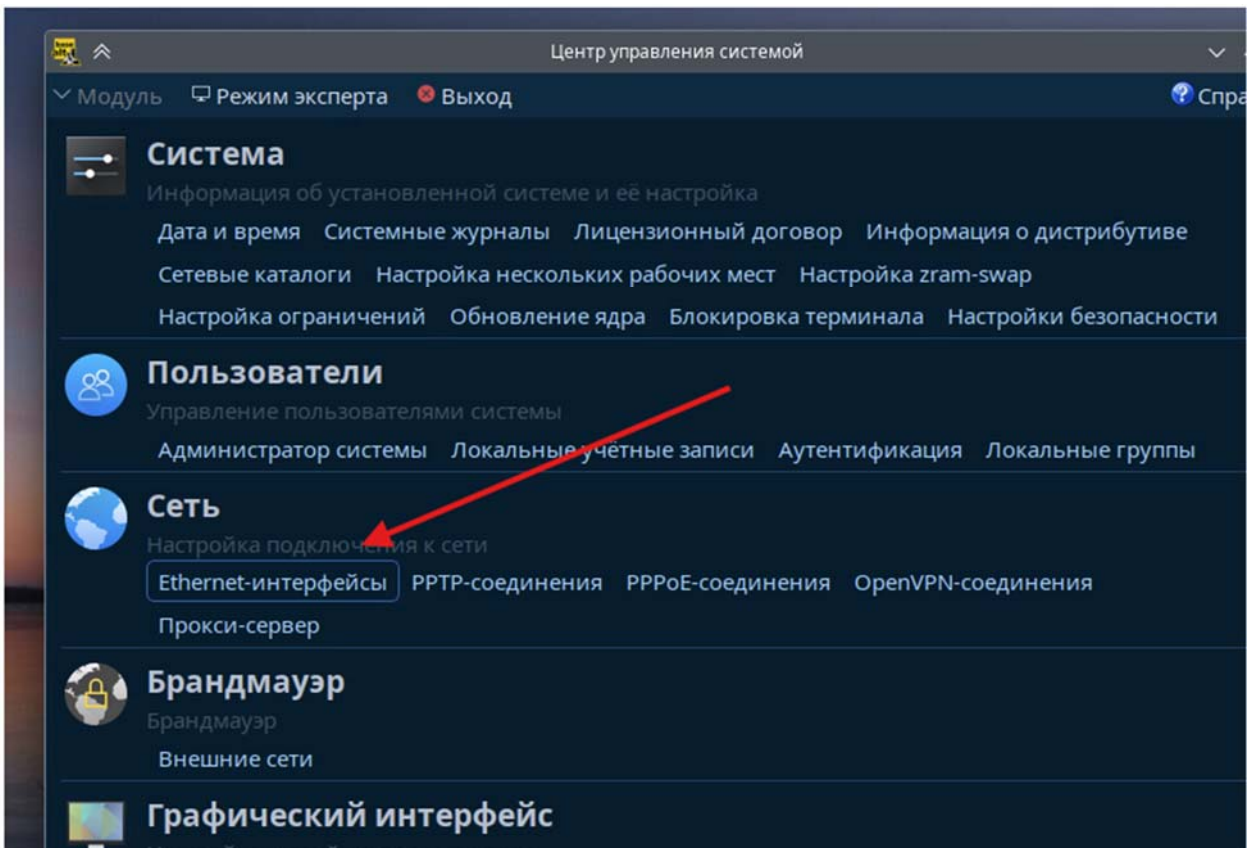 base
alt
Центр управления системой
Модуль Режим эксперта Выход
Система
Информация об установленной системе и её настройка
Дата и время Системные журналы Лицензионный договор Информация о дистрибутиве
Сетевые каталоги Настройка нескольких рабочих мест Настройка zram-swap
Настройка ограничений Обновление ядра Блокировка терминала Настройки безопасности
Пользователи
Управление пользователями системы
Администратор системы Локальные учётные записи Аутентификация Локальные группы
Сеть
Настройка подключения к сети
Ethernet-интерфейсы PPTP-соединения PPPoE-соединения OpenVPN-соединения
Прокси-сервер
Брандмауэр
Брандмауэр
Внешние сети
Графический интерфейс